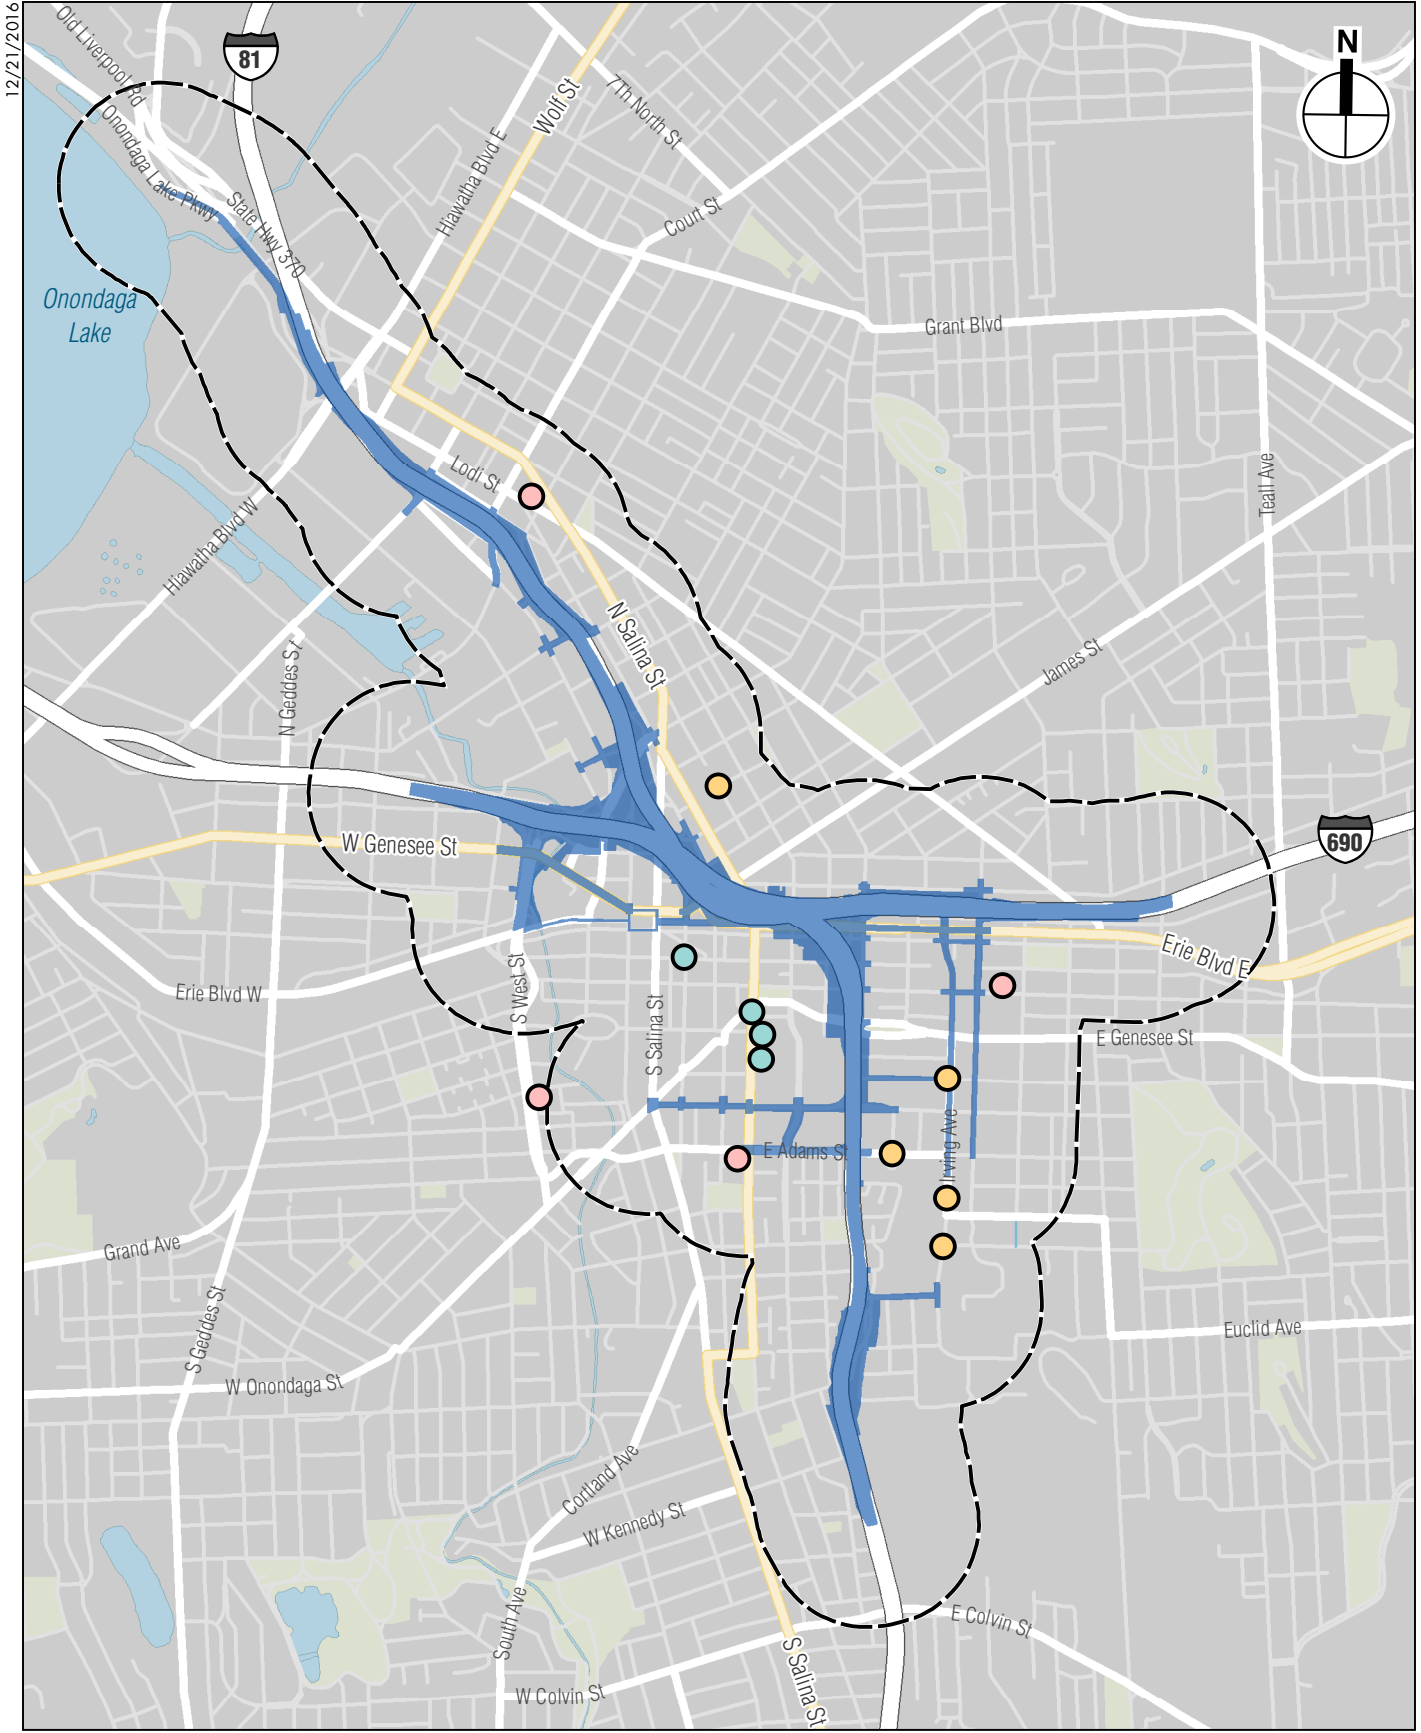 12/21/2016
Old Liverpool Rd
81
N
Wolf St
7Th North St
Onondaga Lake Pkwy
Hiawatha Blvd E
State Hwy 370
Court St
Onondaga
Lake
Grant Blvd
Lodi St
Teall Ave
Hiawatha Blvd W
N Salina St
James St
N Geddes St
690
W Genesee St
Erie Blvd E
Erie Blvd W
S West St
S Salina St
E Genesee St
E Adams St
Irving Ave
Grand Ave
S Geddes St
Euclid Ave
W Onondaga St
Cortland Ave
W Kennedy St
South Ave
E Colvin St
S Salina St
W Colvin St